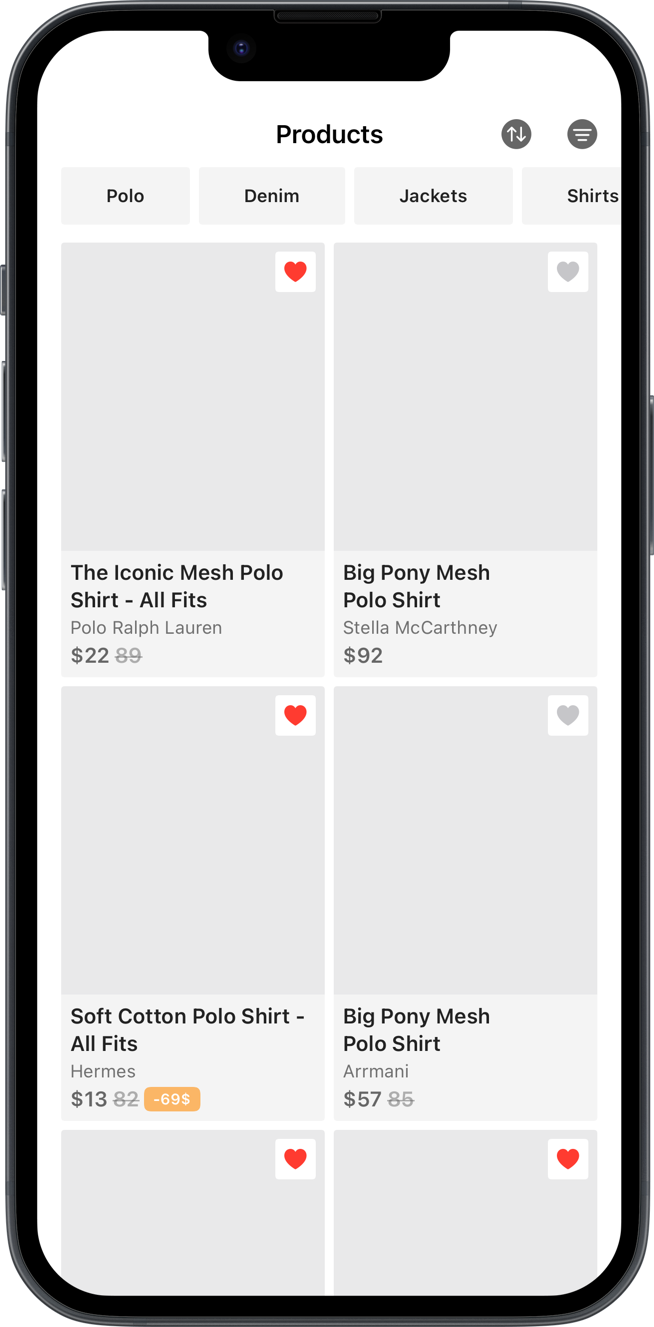 Products
Polo Denim Jackets Shirts
The Iconic Mesh Polo
Shirt - All Fits
Polo Ralph Lauren
$22 89
Big Pony Mesh
Polo Shirt
Stella McCarthney
$92
Soft Cotton Polo Shirt -
All Fits
Hermes
$13 82 -69$
Big Pony Mesh
Polo Shirt
Arrmani
$57 85